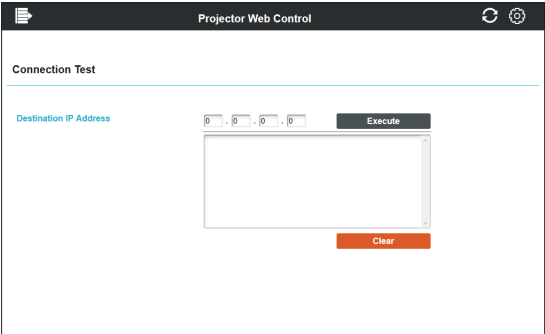 Projector Web Control
Connection Test
Destination IP Address 0 . 0 . 0 . 0 Execute
Clear